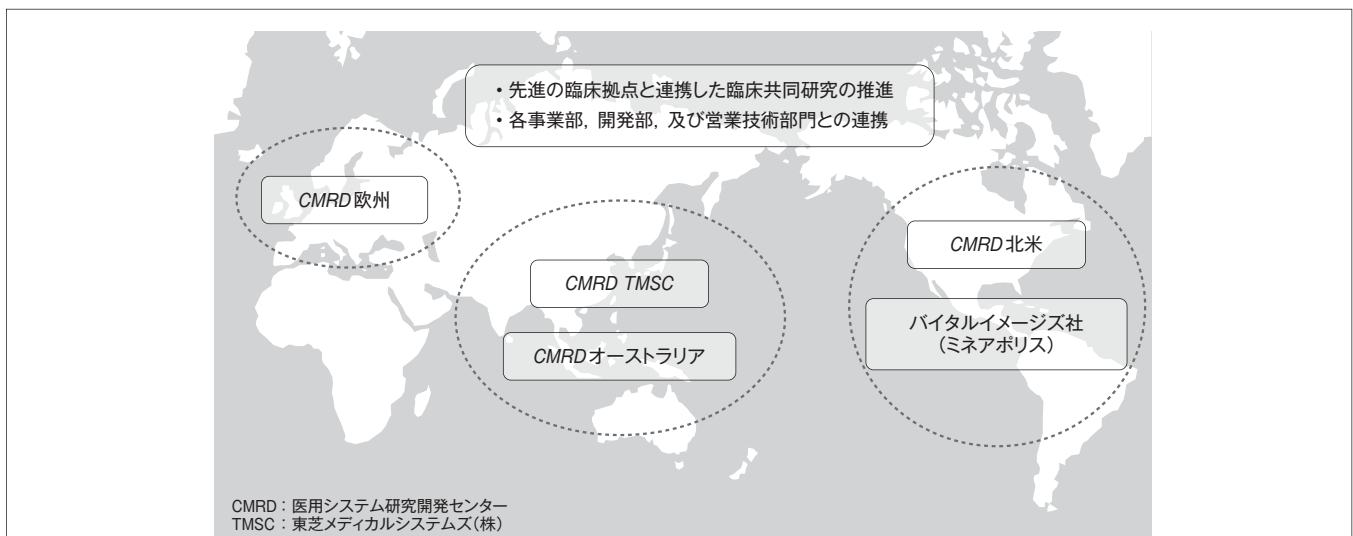 ・先進の臨床拠点と連携した臨床共同研究の推進
・各事業部，開発部，及び営業技術部門との連携
CMRD欧州
CMRD TMSC
CMRDオーストラリア
CMRD北米
バイタルイメージズ社
（ミネアポリス）
CMRD：医用システム研究開発センター
TMSC：東芝メディカルシステムズ（株）